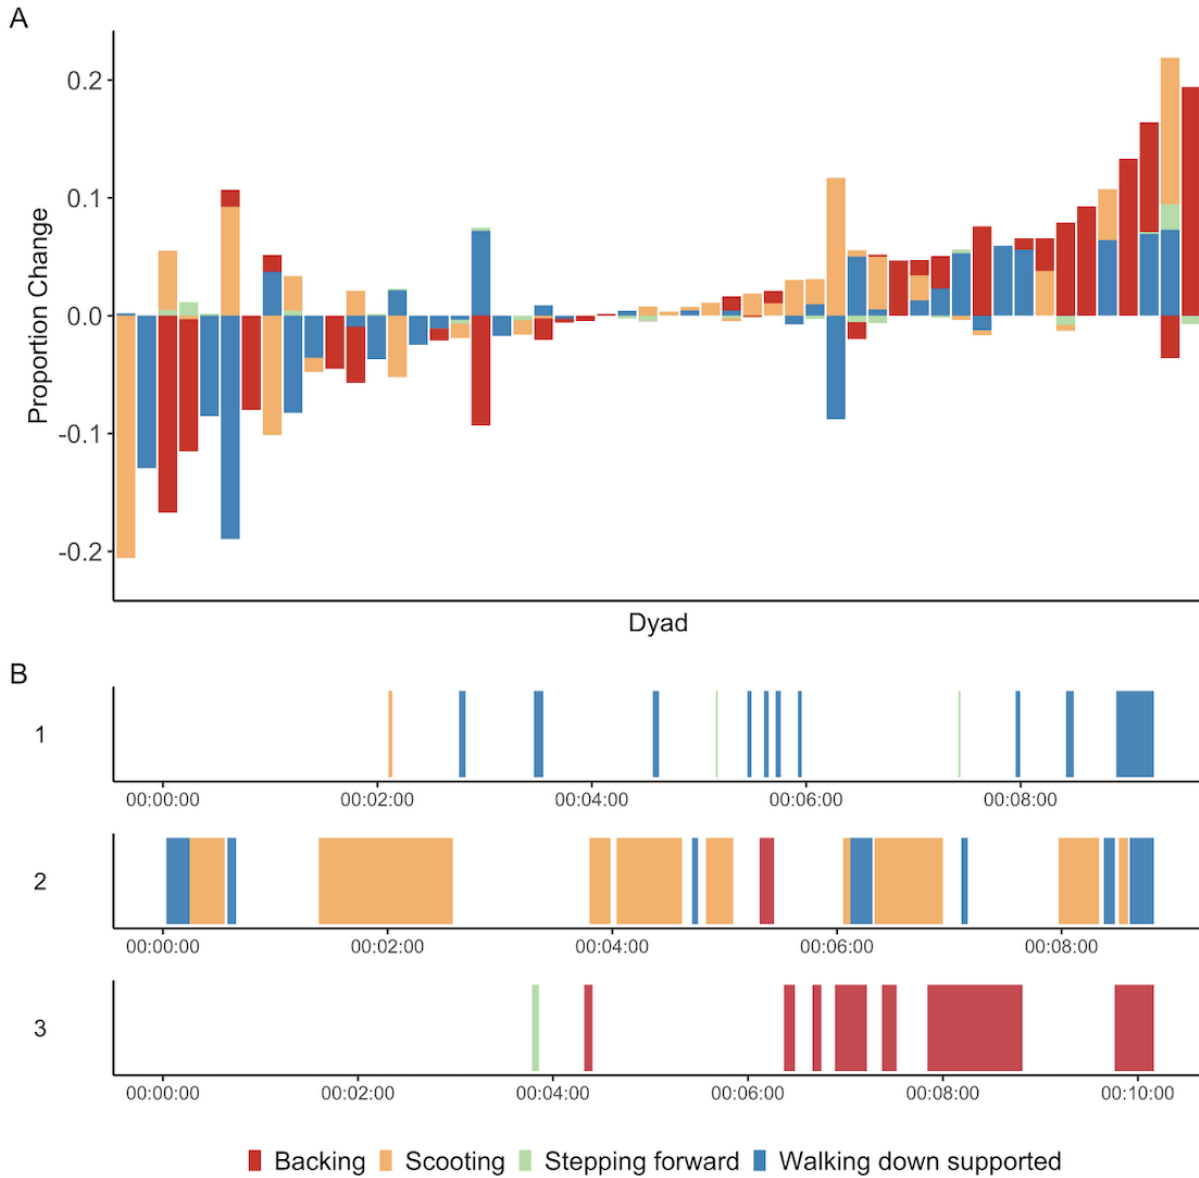 A
Proportion Change
0.2
0.1
0.0
-0.1
-0.2
Dyad
B
1
00:00:00 00:02:00 00:04:00 00:06:00 00:08:00
2
00:00:00 00:02:00 00:04:00 00:06:00 00:08:00
3
00:00:00 00:02:00 00:04:00 00:06:00 00:08:00 00:10:00
Backing Scooting Stepping forward Walking down supported